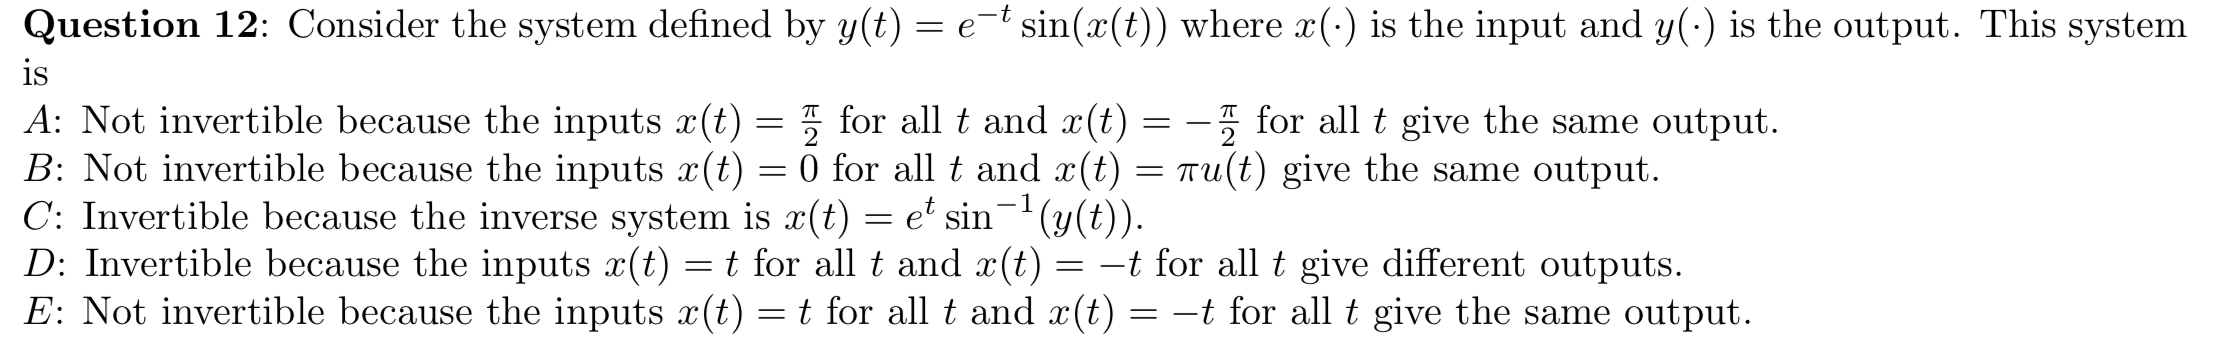 Question 12: Consider the system defined by y(t) = e^{-t} sin(x(t)) where x(·) is the input and y(·) is the output. This system
is
A: Not invertible because the inputs x(t) = \frac{π}{2} for all t and x(t) = -\frac{π}{2} for all t give the same output.
B: Not invertible because the inputs x(t) = 0 for all t and x(t) = πu(t) give the same output.
C: Invertible because the inverse system is x(t) = e^{t} sin^{-1}(y(t)).
D: Invertible because the inputs x(t) = t for all t and x(t) = -t for all t give different outputs.
E: Not invertible because the inputs x(t) = t for all t and x(t) = -t for all t give the same output.